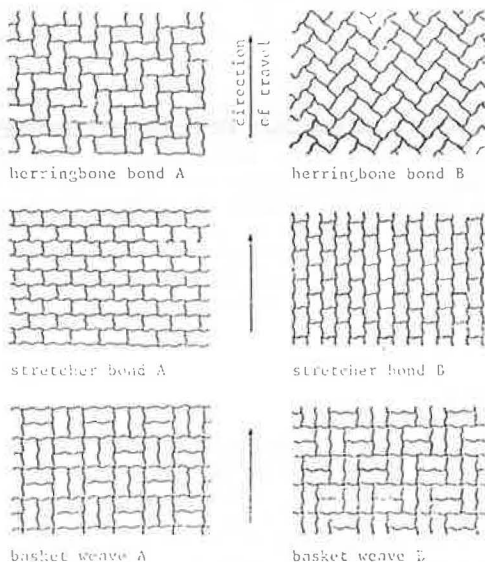 direction
of travel
herringbone bond A
herringbone bond B
stretcher bond A
stretcher bond B
basket weave A
basket weave B